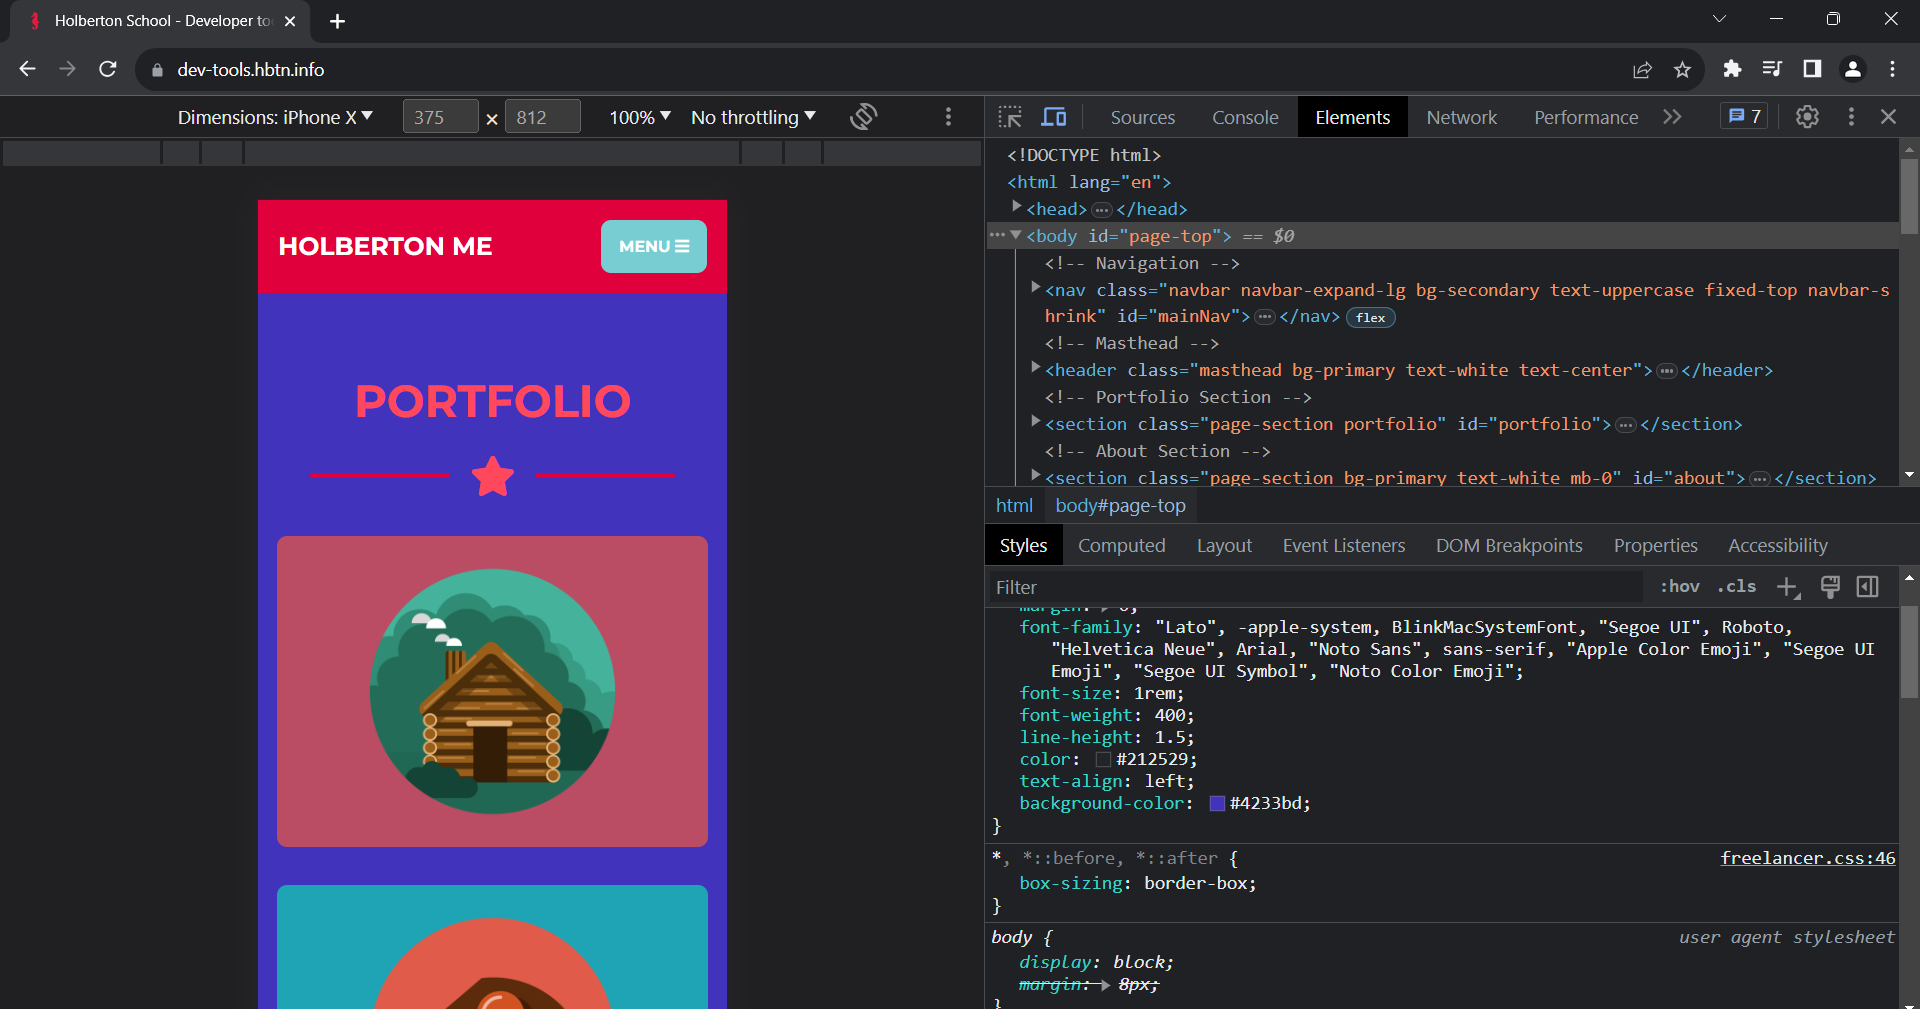 Holberton School - Developer to
dev-tools.hbtn.info
Dimensions: iPhone X 375 × 812 100% No throttling
Sources Console Elements Network Performance 7
HOLBERTON ME
MENU
PORTFOLIO
<!DOCTYPE html>
<html lang="en">
<head>…</head>
<body id="page-top"> == $0
<!-- Navigation -->
<nav class="navbar navbar-expand-lg bg-secondary text-uppercase fixed-top navbar-s
hrink" id="mainNav">…</nav> flex
<!-- Masthead -->
<header class="masthead bg-primary text-white text-center">…</header>
<!-- Portfolio Section -->
<section class="page-section portfolio" id="portfolio">…</section>
<!-- About Section -->
<section class="page-section bg-primary text-white mb-0" id="about">…</section>
html body#page-top
Styles Computed Layout Event Listeners DOM Breakpoints Properties Accessibility
Filter :hov .cls
margin: 0;
font-family: "Lato", -apple-system, BlinkMacSystemFont, "Segoe UI", Roboto,
"Helvetica Neue", Arial, "Noto Sans", sans-serif, "Apple Color Emoji", "Segoe UI
Emoji", "Segoe UI Symbol", "Noto Color Emoji";
font-size: 1rem;
font-weight: 400;
line-height: 1.5;
color: #212529;
text-align: left;
background-color: #4233bd;
}
*, *::before, *::after { freelancer.css:46
box-sizing: border-box;
}
body { user agent stylesheet
display: block;
margin: 8px;
}